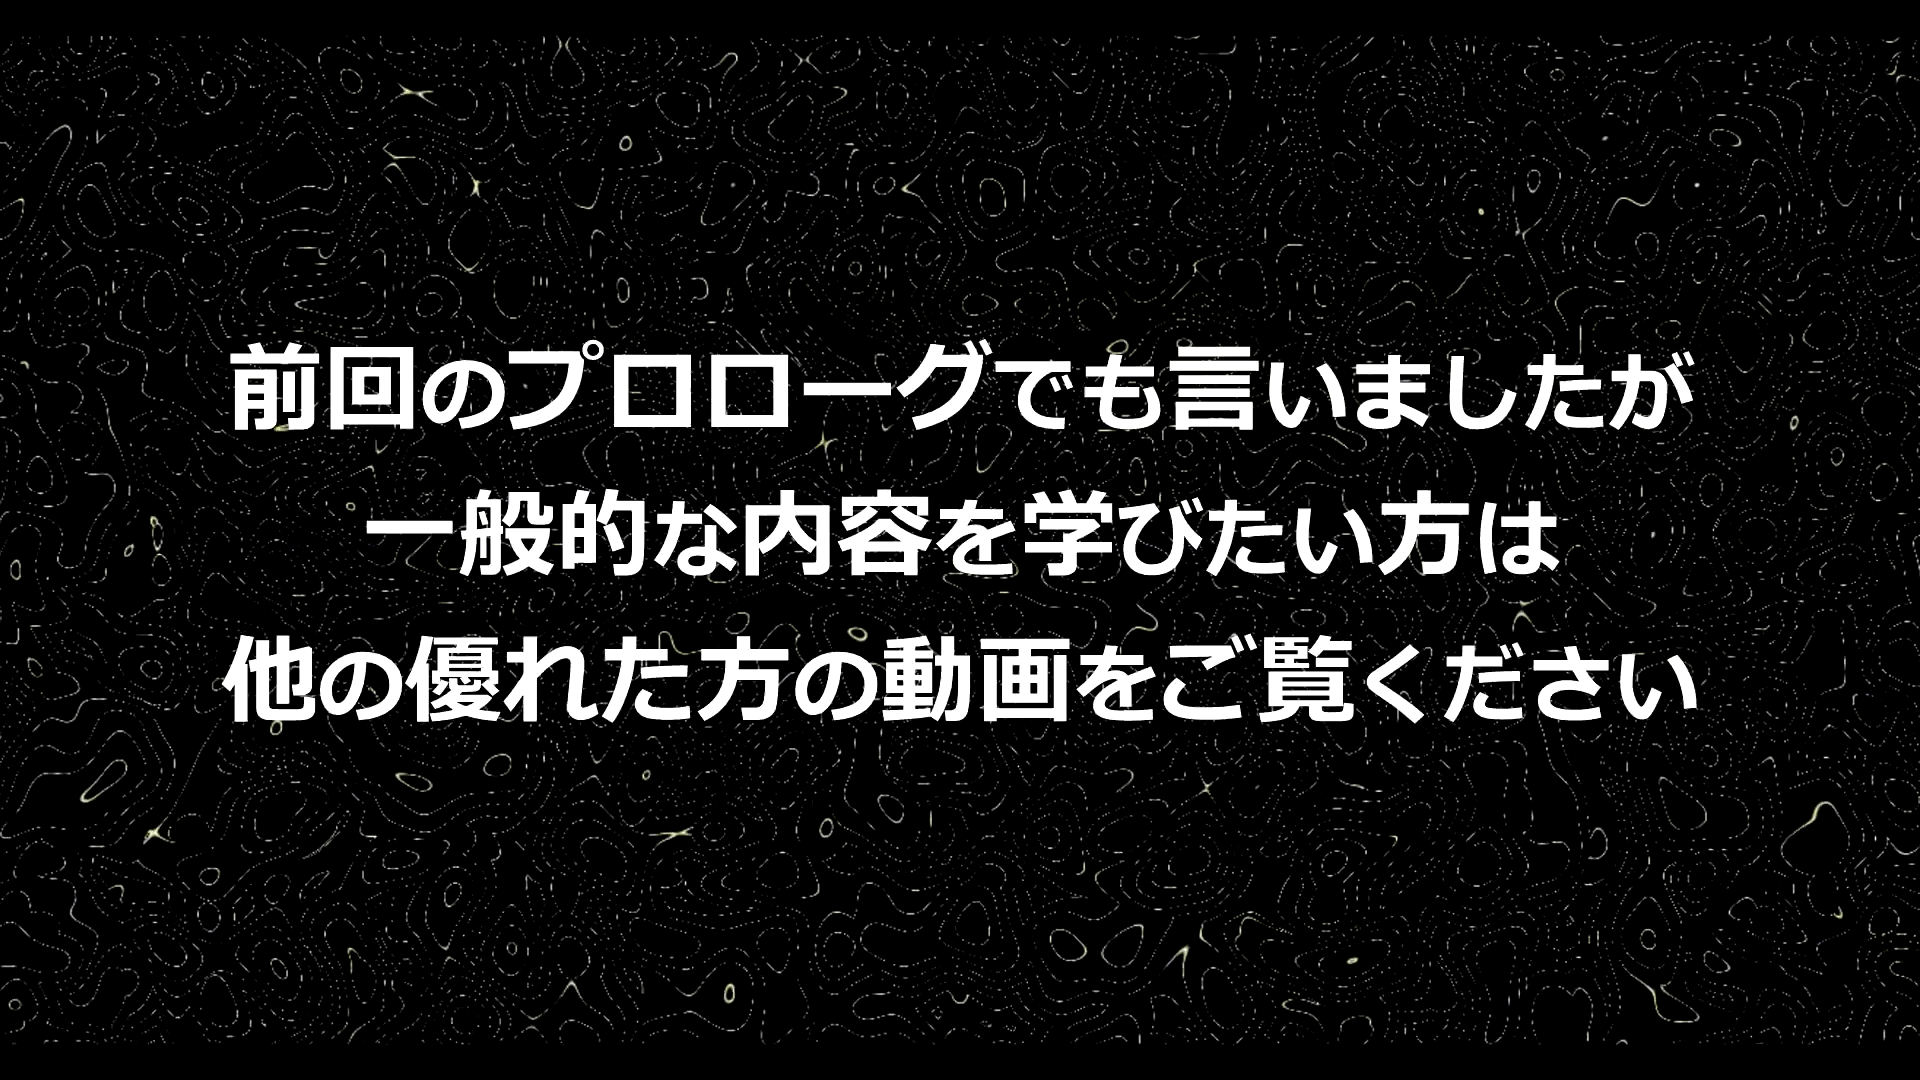 前回のプロローグでも言いましたが
一般的な内容を学びたい方は
他の優れた方の動画をご覧ください